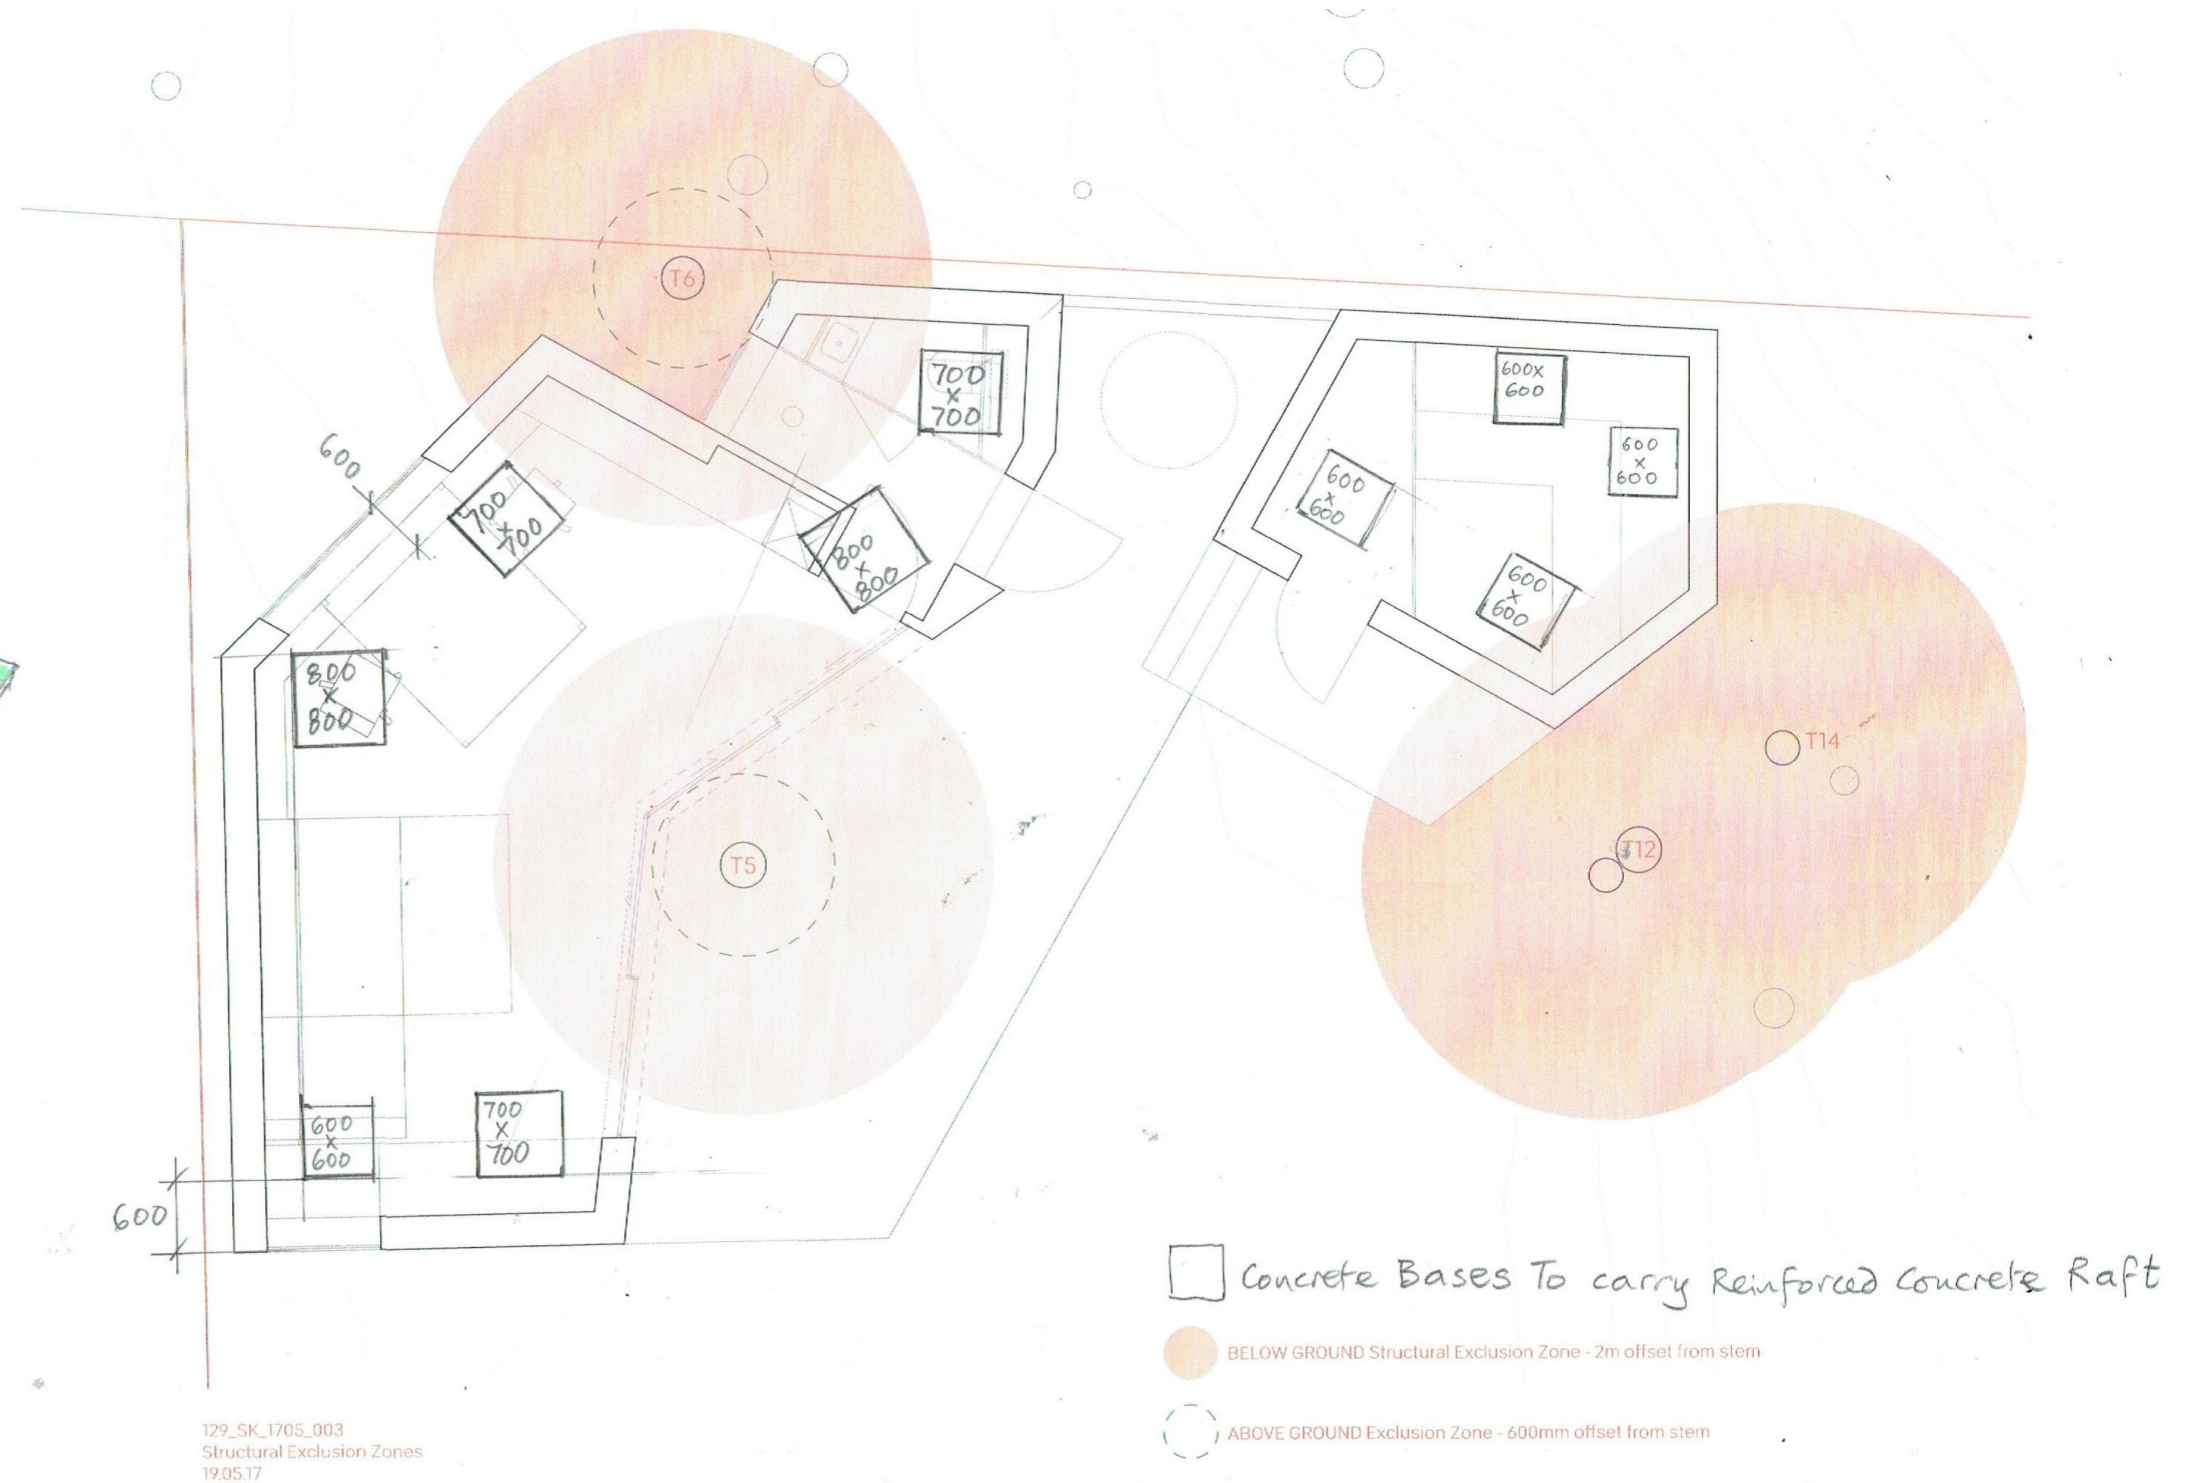 T6
700
X
700
600x
600
600
x
600
600
600
x
600
700
x
700
800
x
800
600
x
600
800
x
800
T14
T12
T5
600
x
600
700
X
700
600
Concrete Bases To carry Reinforced Concrete Raft
BELOW GROUND Structural Exclusion Zone - 2m offset from stem
ABOVE GROUND Exclusion Zone - 600mm offset from stem
129_SK_1705_003
Structural Exclusion Zones
19.05.17